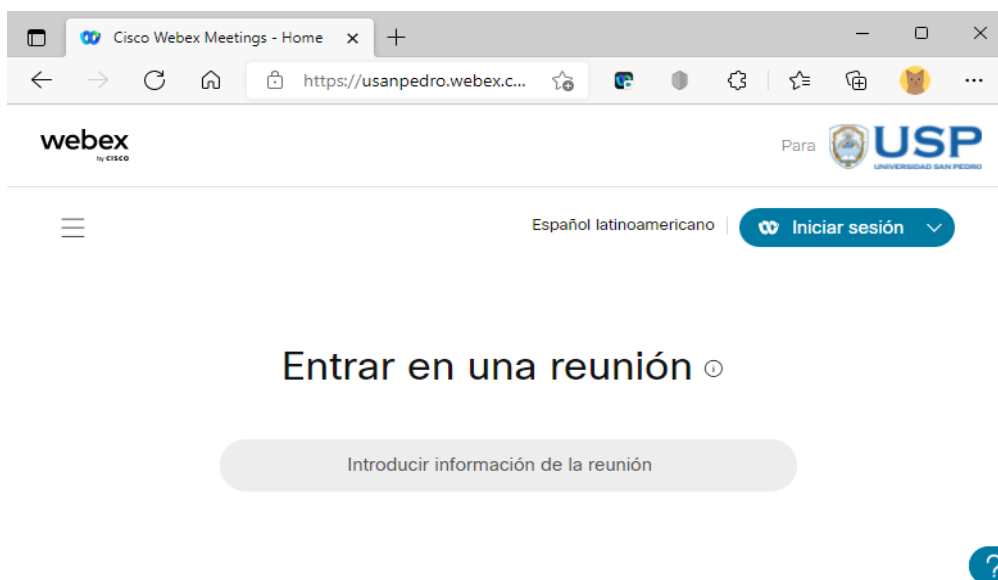 Cisco Webex Meetings - Home
https://usanpedro.webex.c...
webex
by CISCO
Para
USP
UNIVERSIDAD SAN PEDRO
Español latinoamericano
Iniciar sesión
Entrar en una reunión
Introducir información de la reunión
?